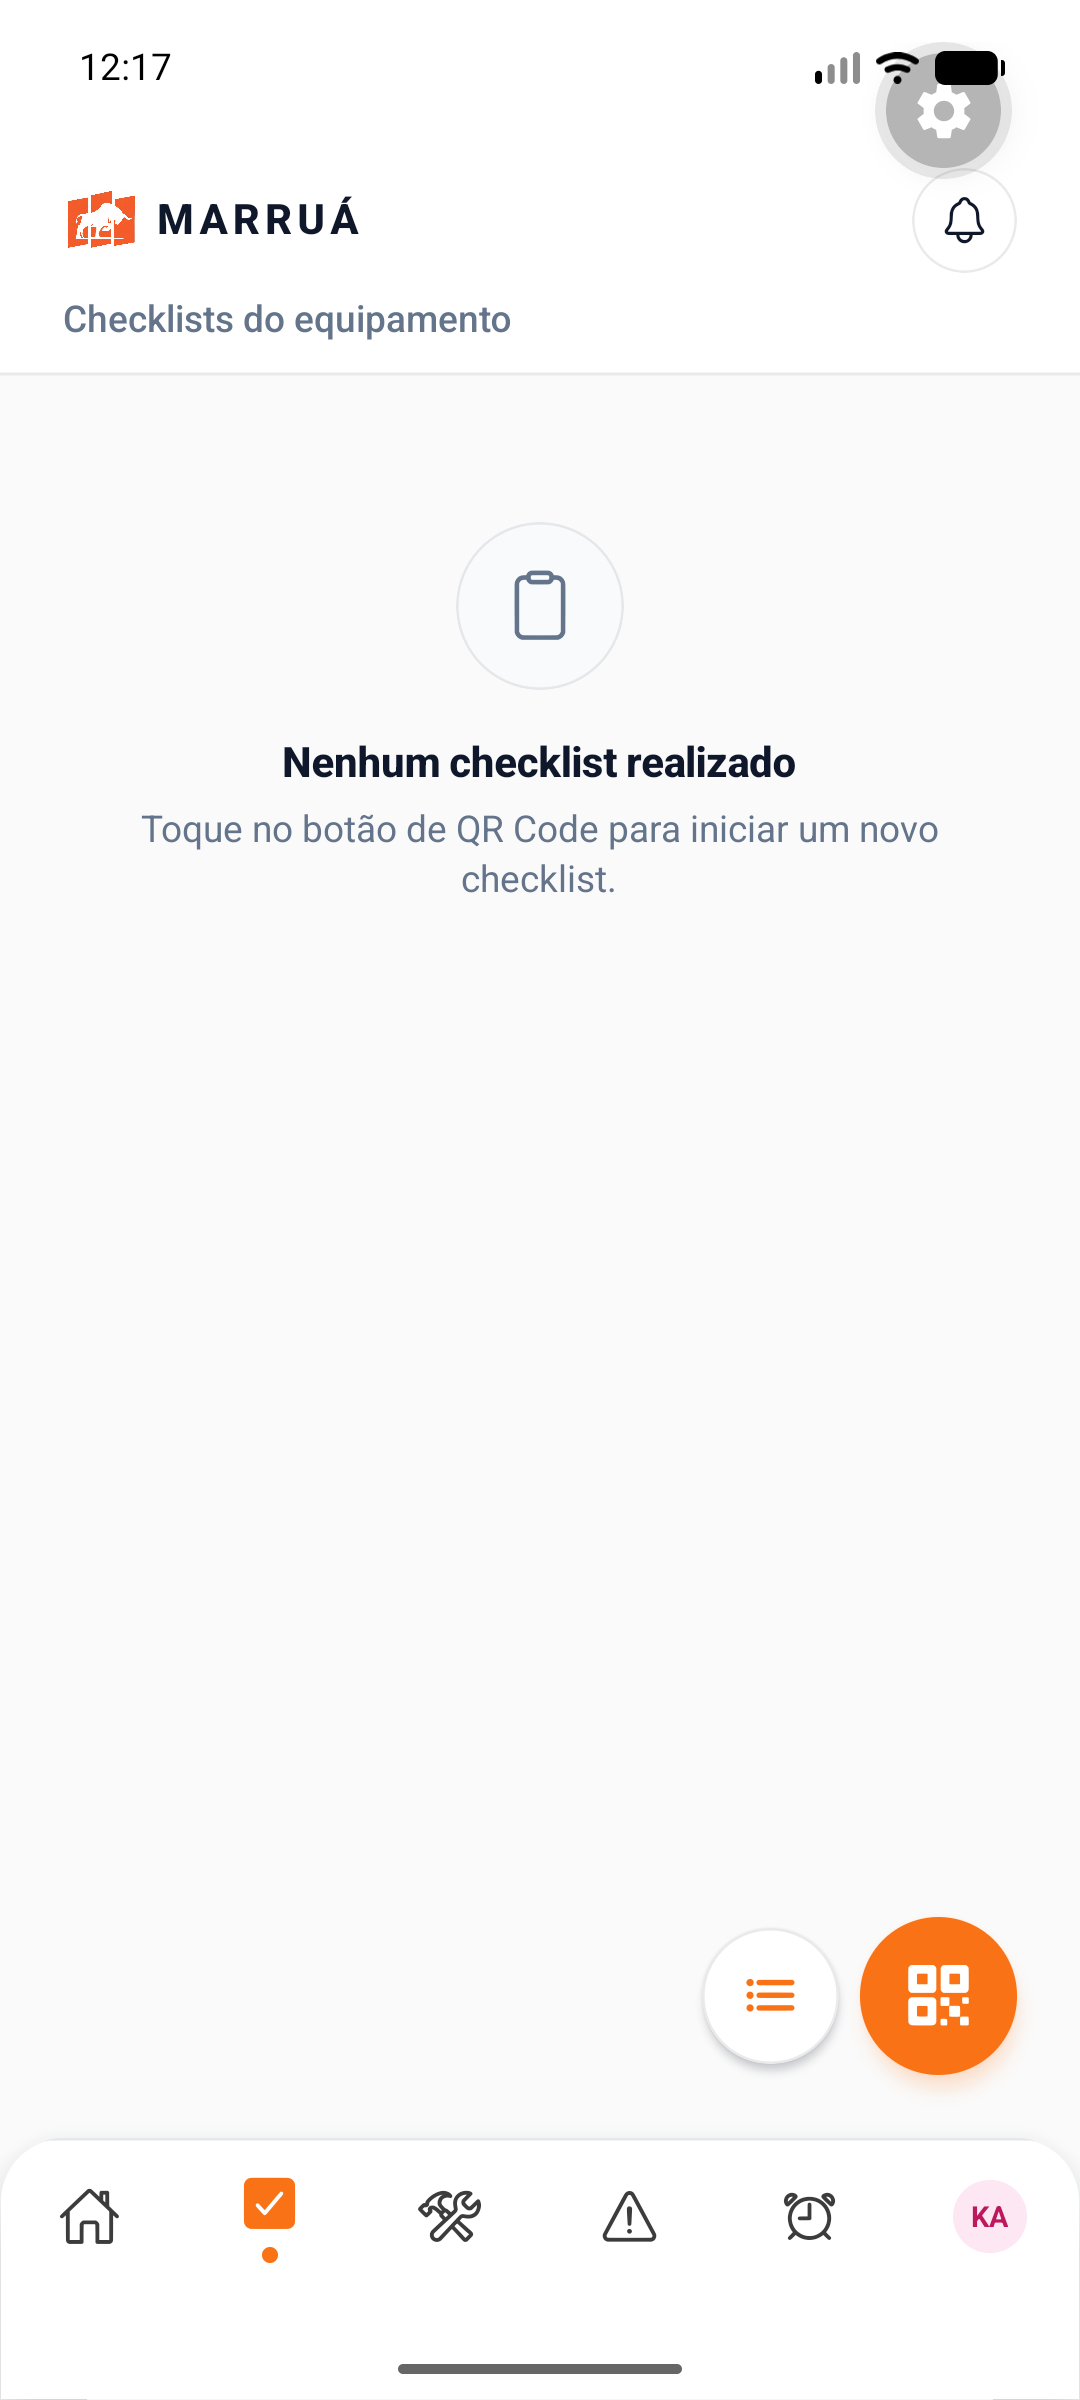 12:17
MARRUÁ
Checklists do equipamento
Nenhum checklist realizado
Toque no botão de QR Code para iniciar um novo
checklist.
KA